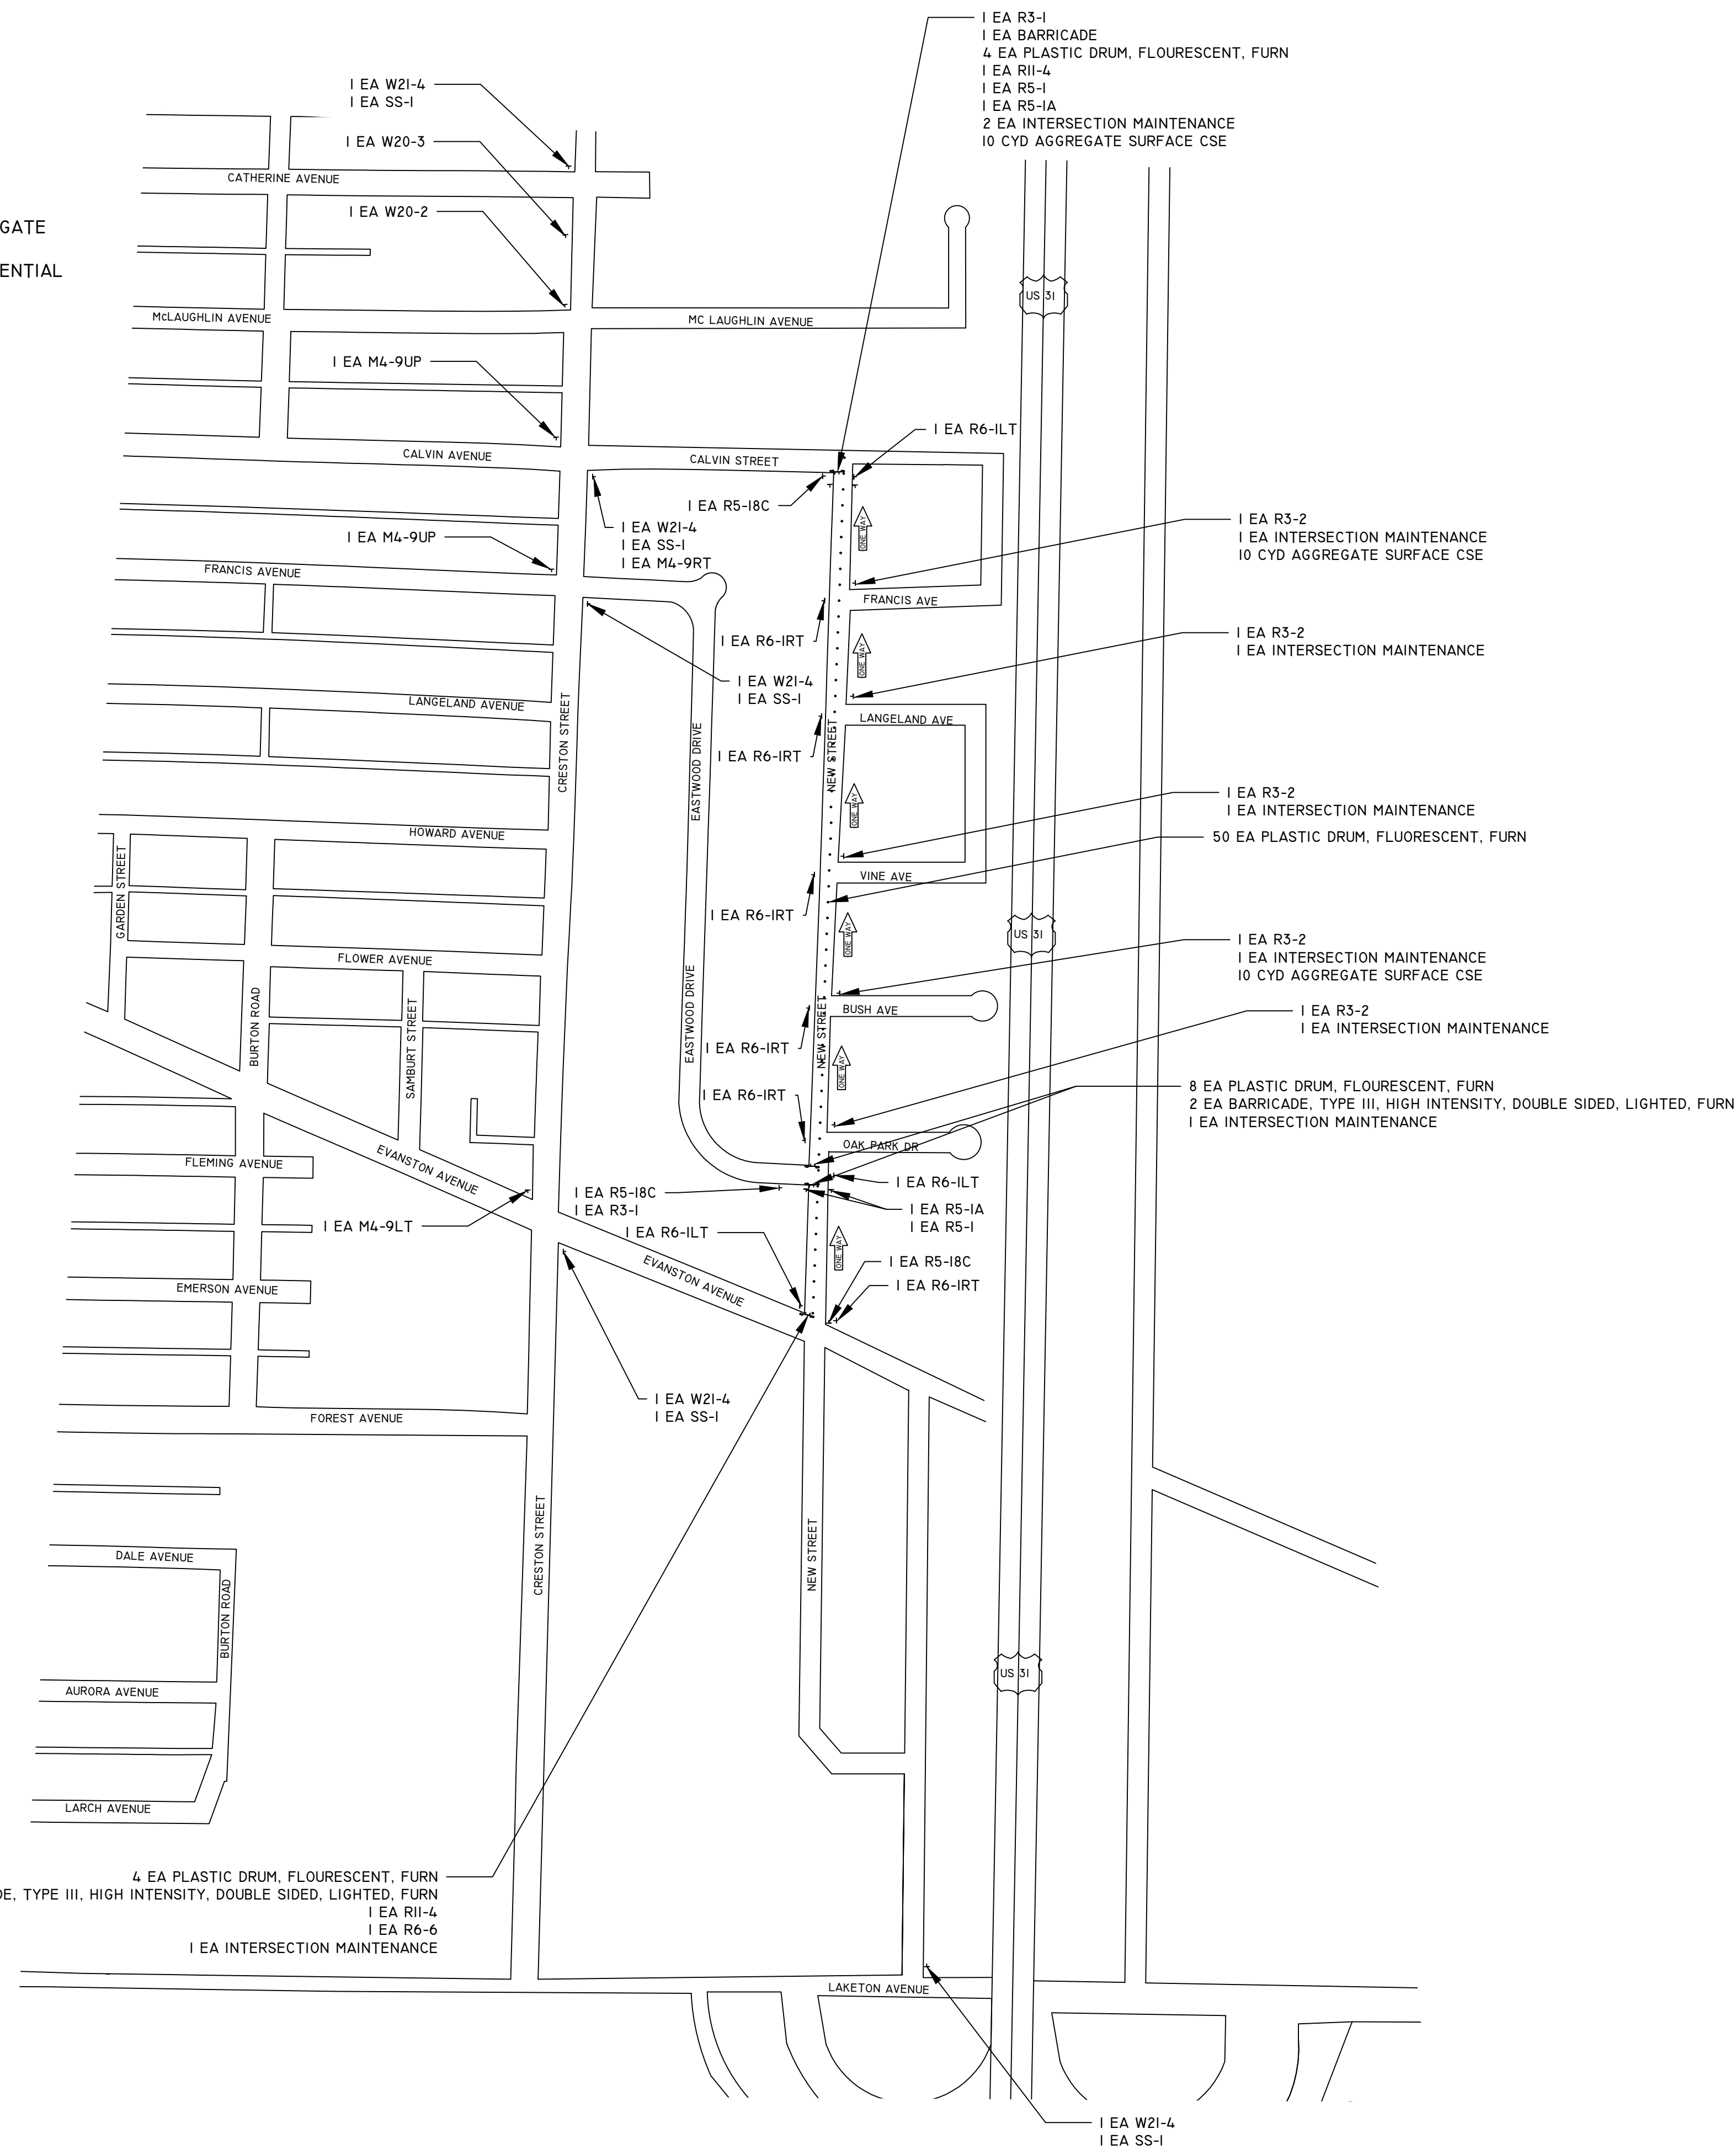 1 EA R3-1
1 EA BARRICADE
4 EA PLASTIC DRUM, FLOURESCENT, FURN
1 EA R11-4
1 EA R5-1
1 EA R5-1A
2 EA INTERSECTION MAINTENANCE
10 CYD AGGREGATE SURFACE CSE
1 EA W21-4
1 EA SS-1
1 EA W20-3
CATHERINE AVENUE
1 EA W20-2
GATE
ENTIAL
US 31
McLAUGHLIN AVENUE
MC LAUGHLIN AVENUE
1 EA M4-9UP
1 EA R6-1LT
CALVIN AVENUE
CALVIN STREET
1 EA R5-18C
1 EA W21-4
1 EA SS-1
1 EA M4-9RT
1 EA M4-9UP
ONE WAY
1 EA R3-2
1 EA INTERSECTION MAINTENANCE
10 CYD AGGREGATE SURFACE CSE
FRANCIS AVENUE
FRANCIS AVE
1 EA R6-1RT
1 EA R3-2
1 EA INTERSECTION MAINTENANCE
ONE WAY
1 EA W21-4
1 EA SS-1
LANGELAND AVENUE
LANGELAND AVE
CRESTON STREET
EASTWOOD DRIVE
NEW STREET
1 EA R6-1RT
1 EA R3-2
1 EA INTERSECTION MAINTENANCE
ONE WAY
HOWARD AVENUE
50 EA PLASTIC DRUM, FLUORESCENT, FURN
GARDEN STREET
VINE AVE
1 EA R6-1RT
ONE WAY
1 EA R3-2
1 EA INTERSECTION MAINTENANCE
10 CYD AGGREGATE SURFACE CSE
FLOWER AVENUE
BURTON ROAD
SAMBURT STREET
EASTWOOD DRIVE
NEW STREET
BUSH AVE
1 EA R3-2
1 EA INTERSECTION MAINTENANCE
1 EA R6-1RT
ONE WAY
1 EA R6-1RT
8 EA PLASTIC DRUM, FLOURESCENT, FURN
2 EA BARRICADE, TYPE III, HIGH INTENSITY, DOUBLE SIDED, LIGHTED, FURN
1 EA INTERSECTION MAINTENANCE
OAK PARK DR
FLEMING AVENUE
EVANSTON AVENUE
1 EA R6-1LT
1 EA R5-18C
1 EA R3-1
1 EA R5-1A
1 EA R5-1
1 EA M4-9LT
1 EA R6-1LT
ONE WAY
EVANSTON AVENUE
1 EA R5-18C
1 EA R6-1RT
EMERSON AVENUE
1 EA W21-4
1 EA SS-1
FOREST AVENUE
CRESTON STREET
NEW STREET
DALE AVENUE
BURTON ROAD
US 31
US 31
AURORA AVENUE
LARCH AVENUE
4 EA PLASTIC DRUM, FLOURESCENT, FURN
DE, TYPE III, HIGH INTENSITY, DOUBLE SIDED, LIGHTED, FURN
1 EA R11-4
1 EA R6-6
1 EA INTERSECTION MAINTENANCE
LAKETON AVENUE
1 EA W21-4
1 EA SS-1